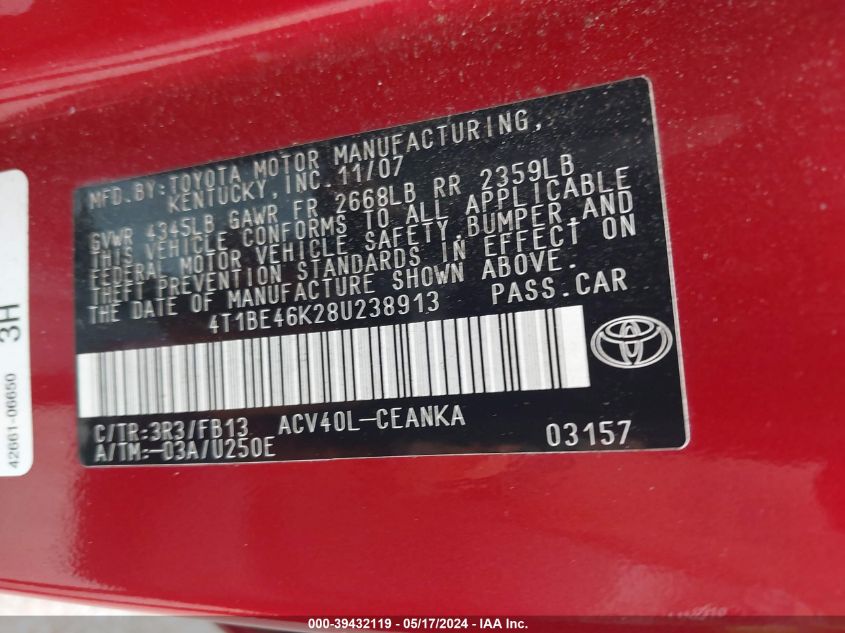 MFD.BY:TOYOTA MOTOR MANUFACTURING,
KENTUCKY,INC.11/07
GVWR 4345LB GAWR FR 2668LB RR 2359LB
THIS VEHICLE CONFORMS TO ALL APPLICABLE
FEDERAL MOTOR VEHICLE SAFETY,BUMPER,AND
THEFT PREVENTION STANDARDS IN EFFECT ON
THE DATE OF MANUFACTURE SHOWN ABOVE.
4T1BE46K28U238913 PASS.CAR
C/TR:3R3/FB13 ACV40L-CEANKA
A/TM:-03A/U250E 03157
42661-06650 3H
000-39432119 - 05/17/2024 - IAA Inc.